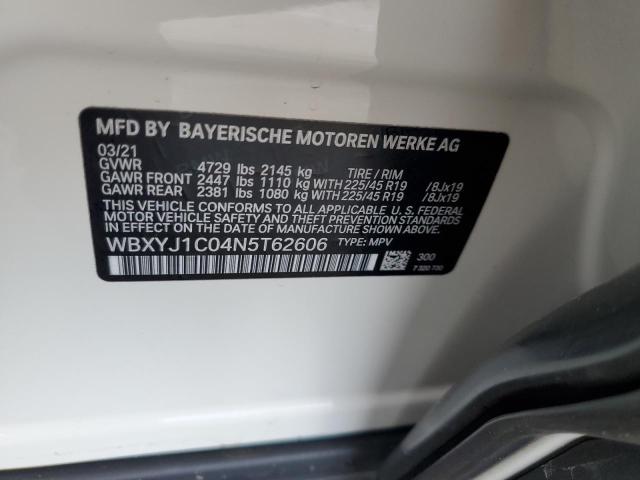 MFD BY BAYERISCHE MOTOREN WERKE AG
03/21
GVWR 4729 lbs 2145 kg TIRE / RIM
GAWR FRONT 2447 lbs 1110 kg WITH 225/45 R19 /8Jx19
GAWR REAR 2381 lbs 1080 kg WITH 225/45 R19 /8Jx19
THIS VEHICLE CONFORMS TO ALL APPLICABLE U.S. FEDERAL
MOTOR VEHICLE SAFETY AND THEFT PREVENTION STANDARDS IN EFFECT ON THE
DATE OF MANUFACTURE SHOWN ABOVE.
WBXYJ1C04N5T62606 TYPE: MPV
300
7 320 730